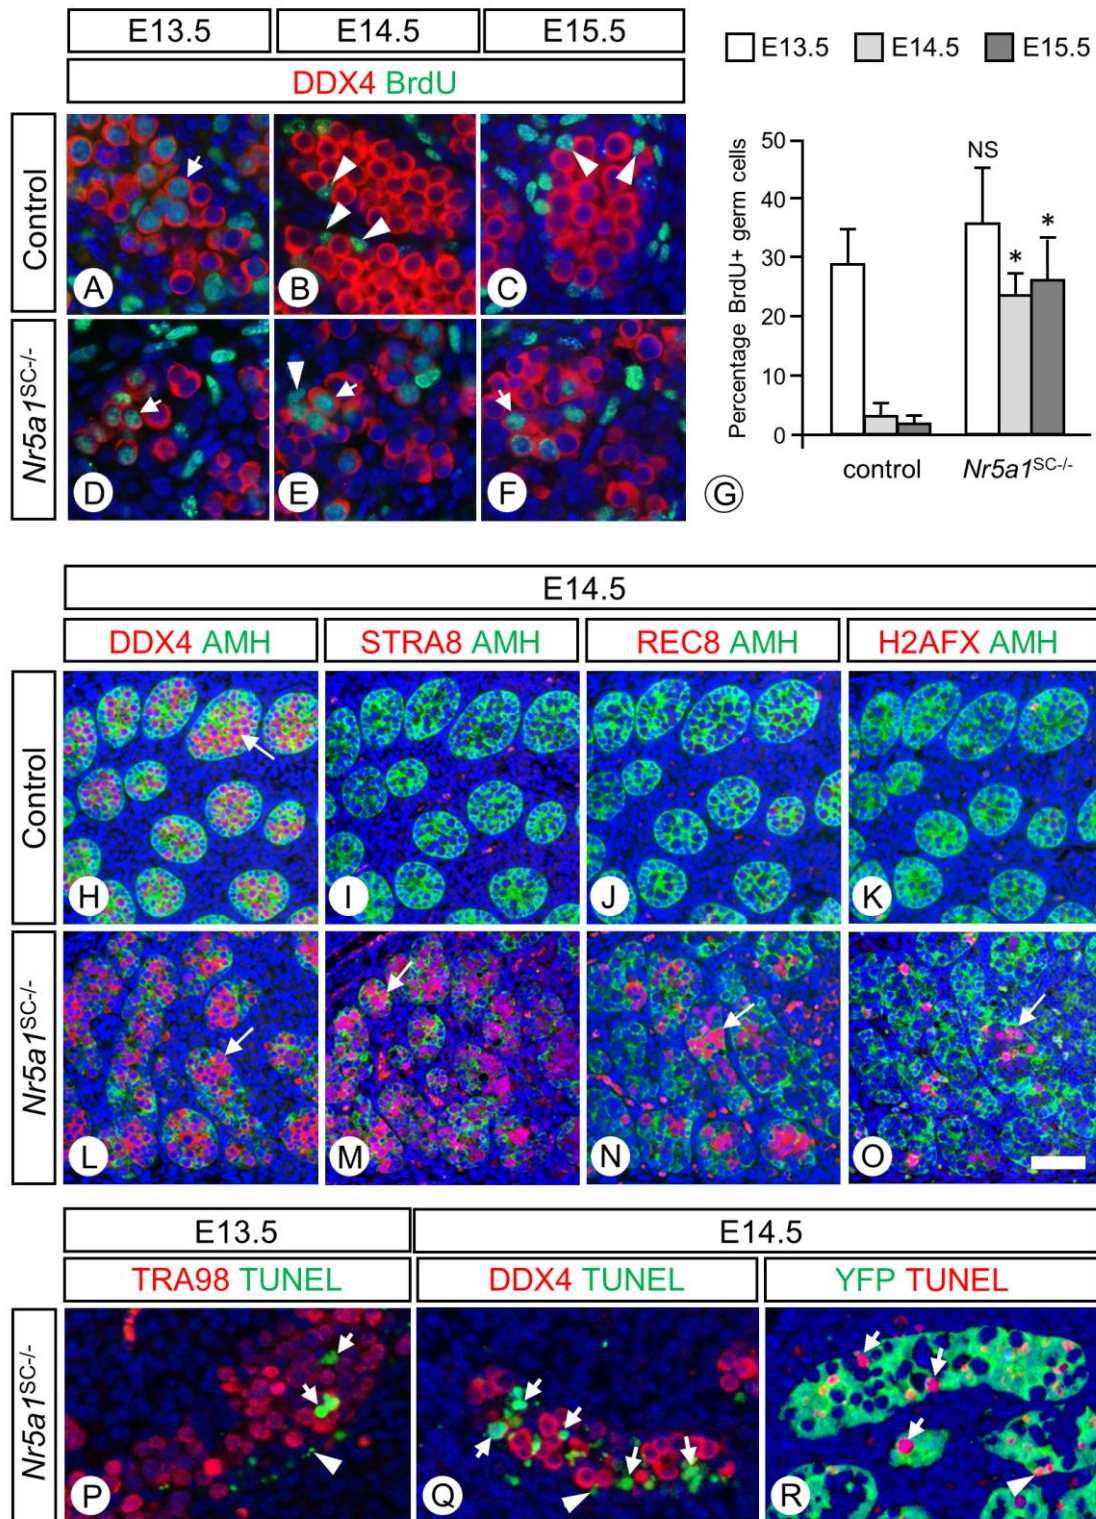 E13.5 E14.5 E15.5
DDX4 BrdU
Control
A B C
Nr5a1SC-/-
D E F
E13.5 E14.5 E15.5
Percentage BrdU+ germ cells
50
40
30
20
10
0
NS
* *
control Nr5a1SC-/-
G
E14.5
DDX4 AMH STRA8 AMH REC8 AMH H2AFX AMH
Control
H I J K
Nr5a1SC-/-
L M N O
E13.5 E14.5
TRA98 TUNEL DDX4 TUNEL YFP TUNEL
Nr5a1SC-/-
P Q R